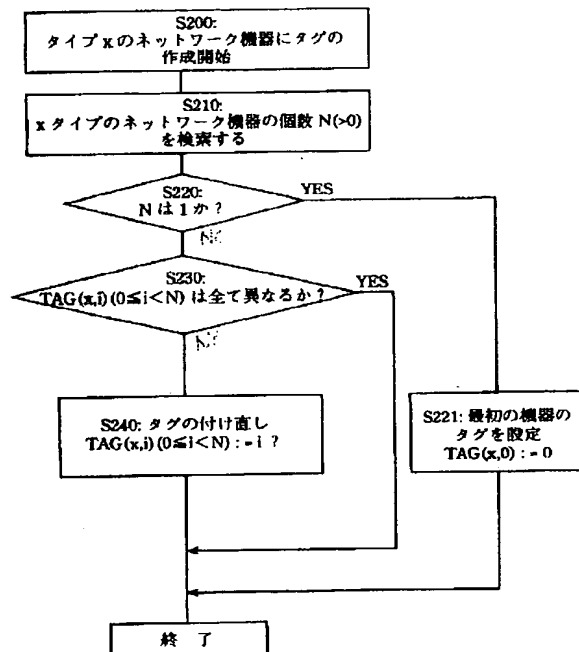 S200:
タイプxのネットワーク機器にタグの
作成開始
S210:
xタイプのネットワーク機器の個数 N(>0)
を検索する
S220:
Nは1か?
YES
S230:
TAG(x,i)(0≦i<N)は全て異なるか?
YES
S240: タグの付け直し
TAG(x,i)(0≦i<N):=i ?
S221: 最初の機器の
タグを設定
TAG(x,0):=0
終 了